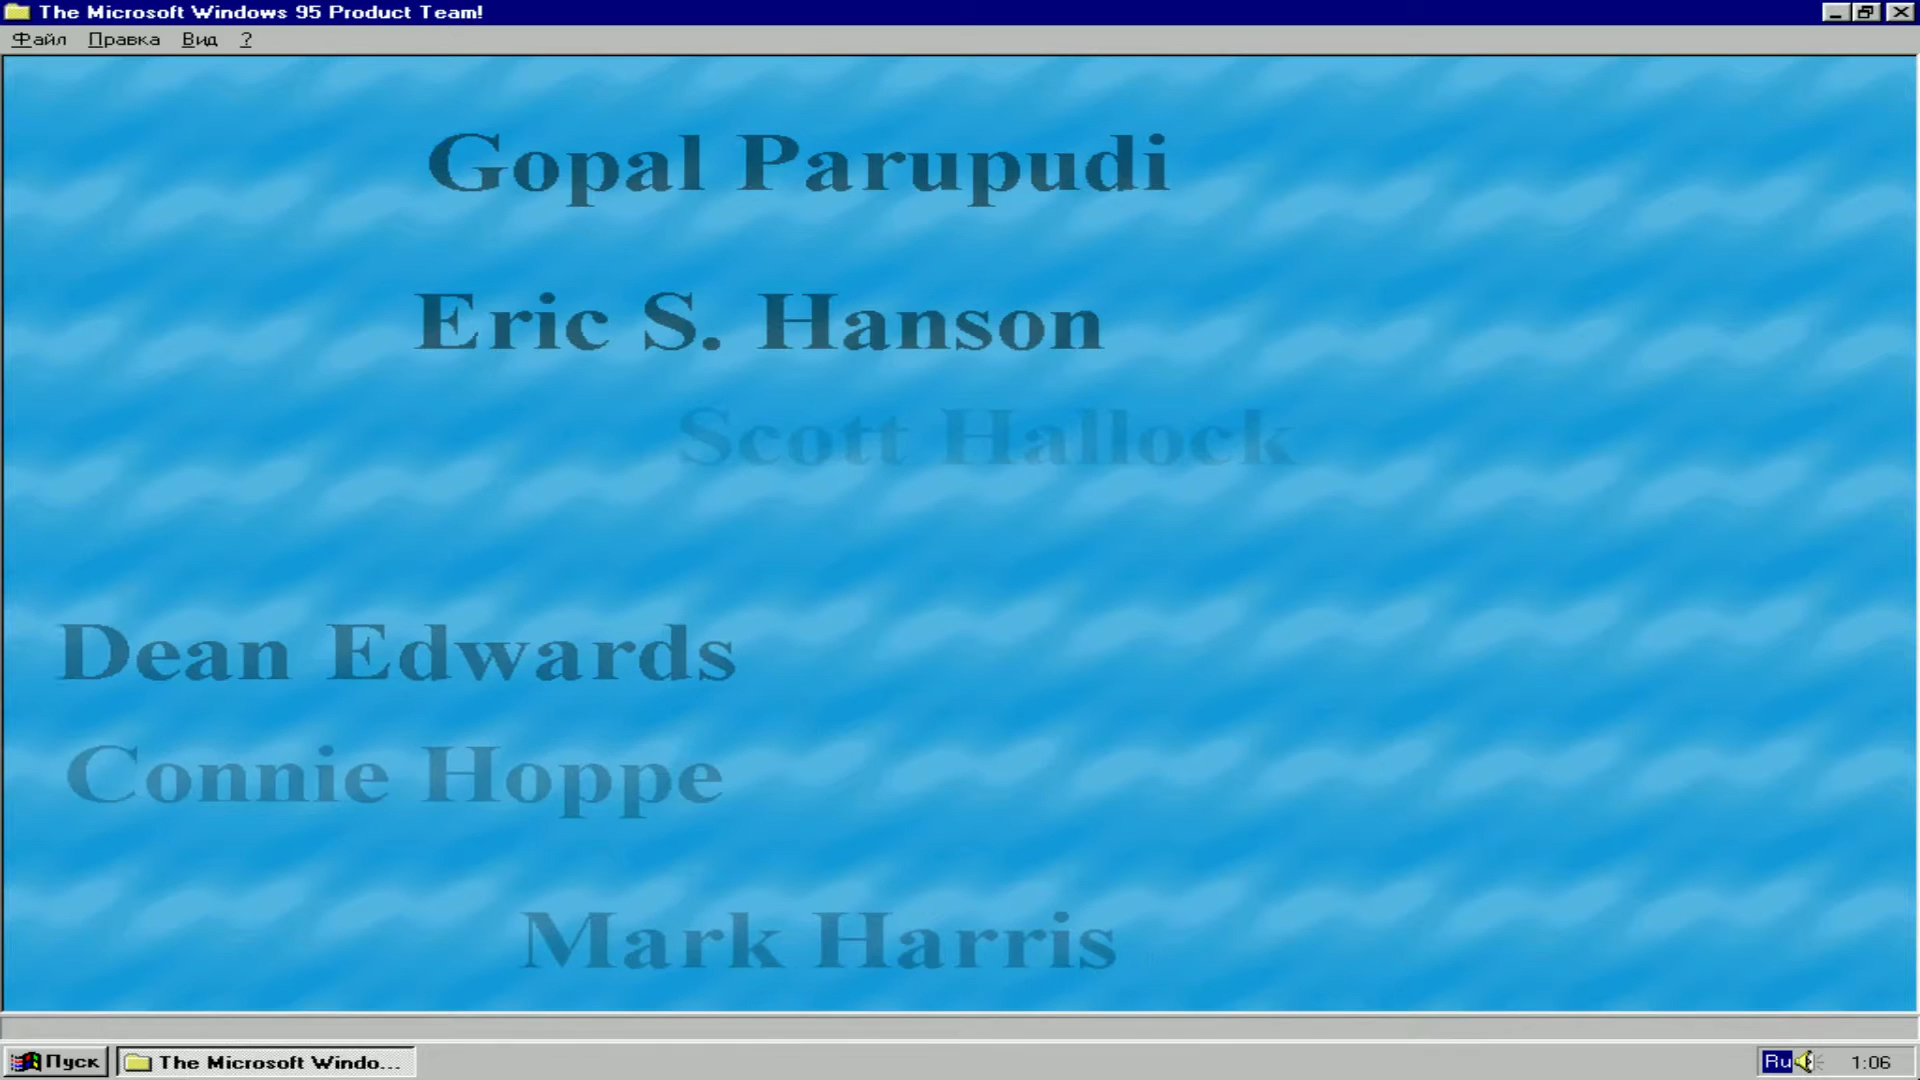 The Microsoft Windows 95 Product Team!
Файл Правка Вид ?
Gopal Parupudi
Eric S. Hanson
Scott Hallock
Dean Edwards
Connie Hoppe
Mark Harris
Пуск The Microsoft Windo... Ru 1:06